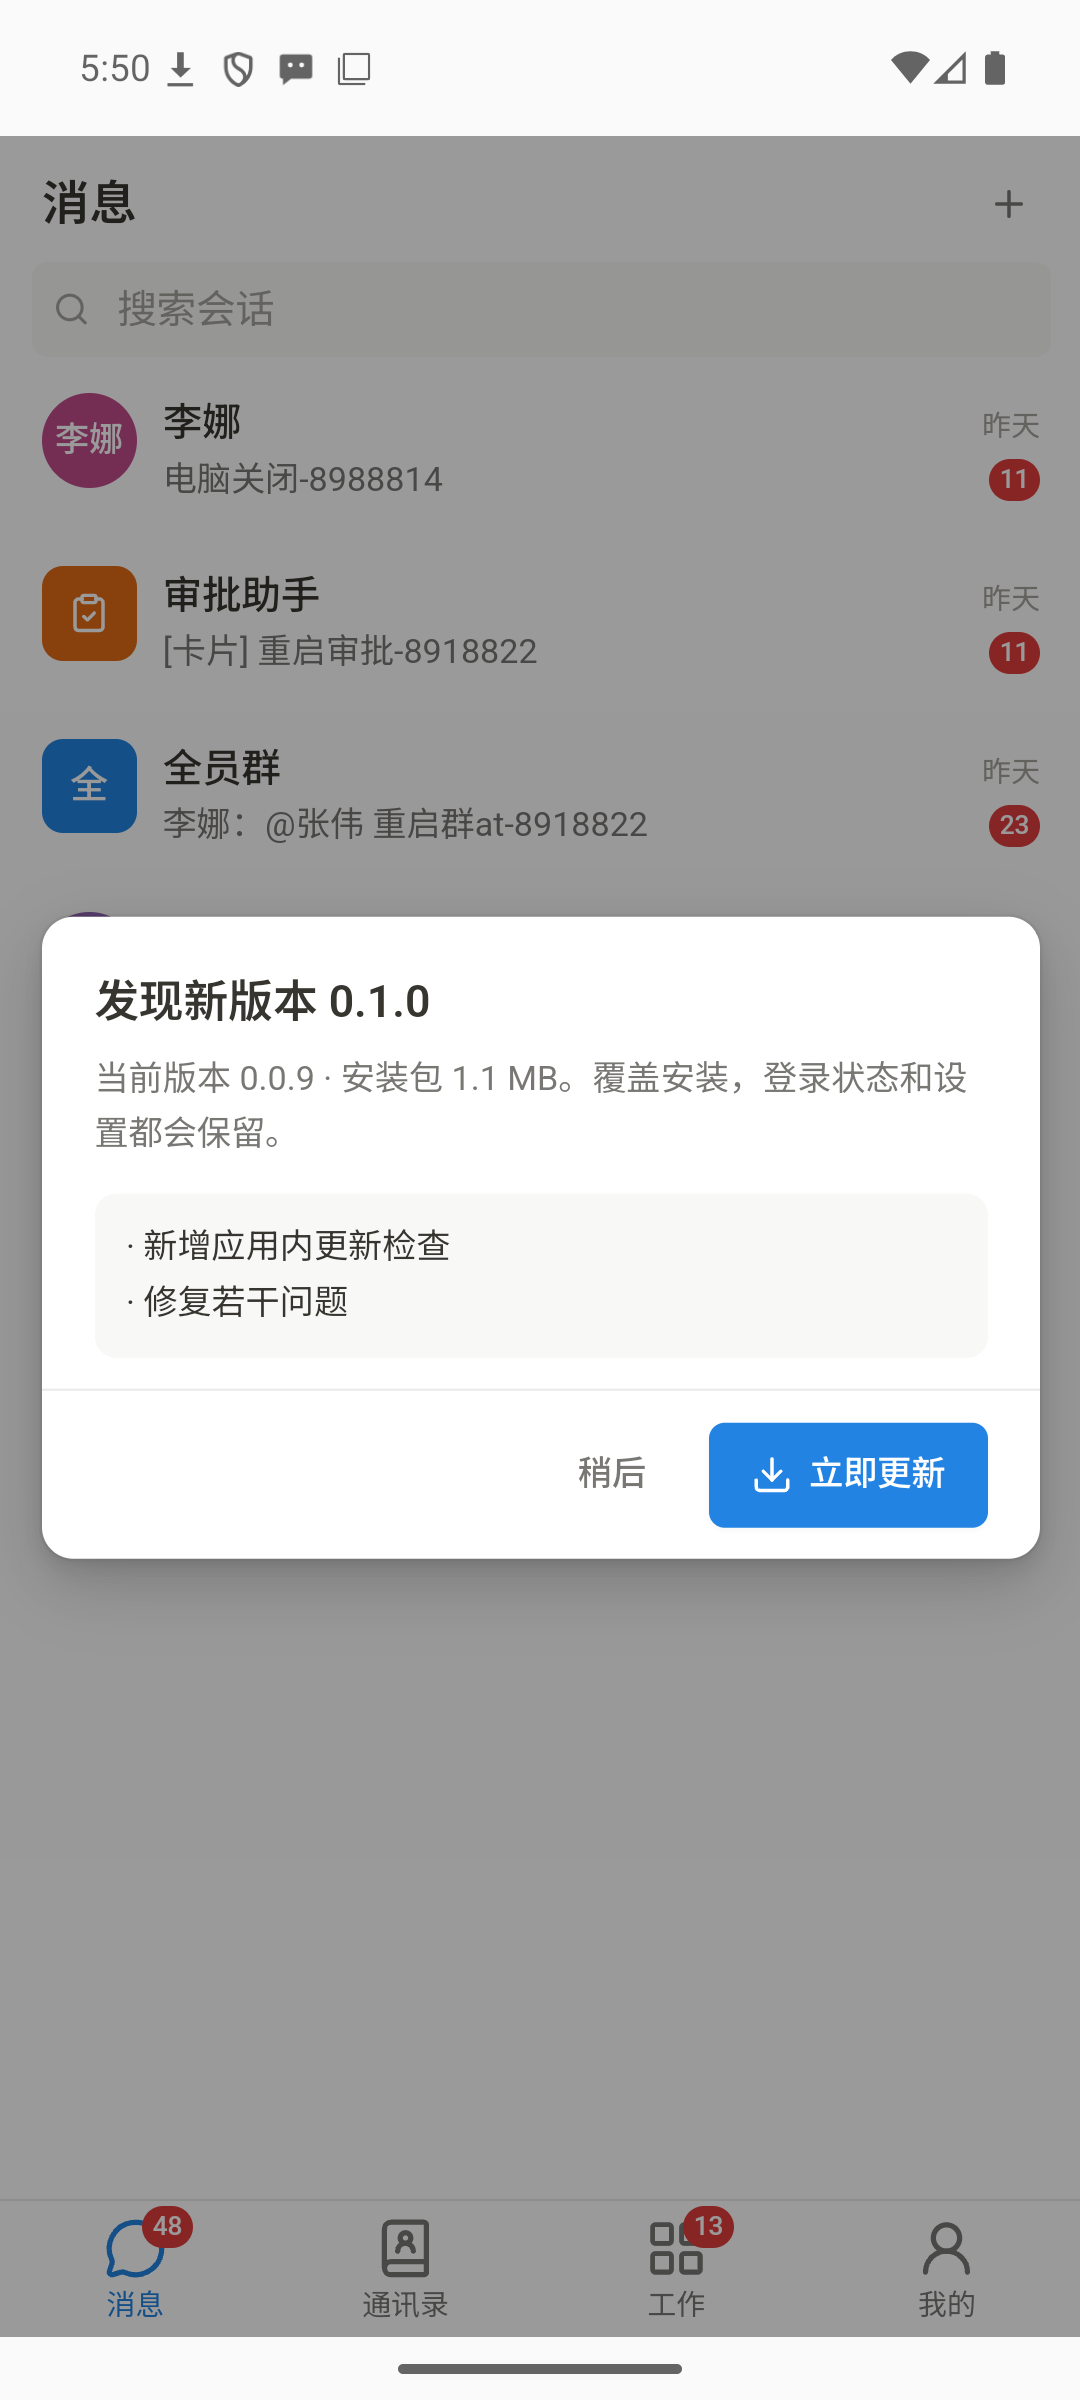 5:50
消息
搜索会话
李娜
李娜
昨天
电脑关闭-8988814
11
审批助手
昨天
[卡片] 重启审批-8918822
11
全
全员群
昨天
李娜：@张伟 重启群at-8918822
23
发现新版本 0.1.0
当前版本 0.0.9 · 安装包 1.1 MB。覆盖安装，登录状态和设
置都会保留。
· 新增应用内更新检查
· 修复若干问题
稍后
立即更新
48
13
消息
通讯录
工作
我的